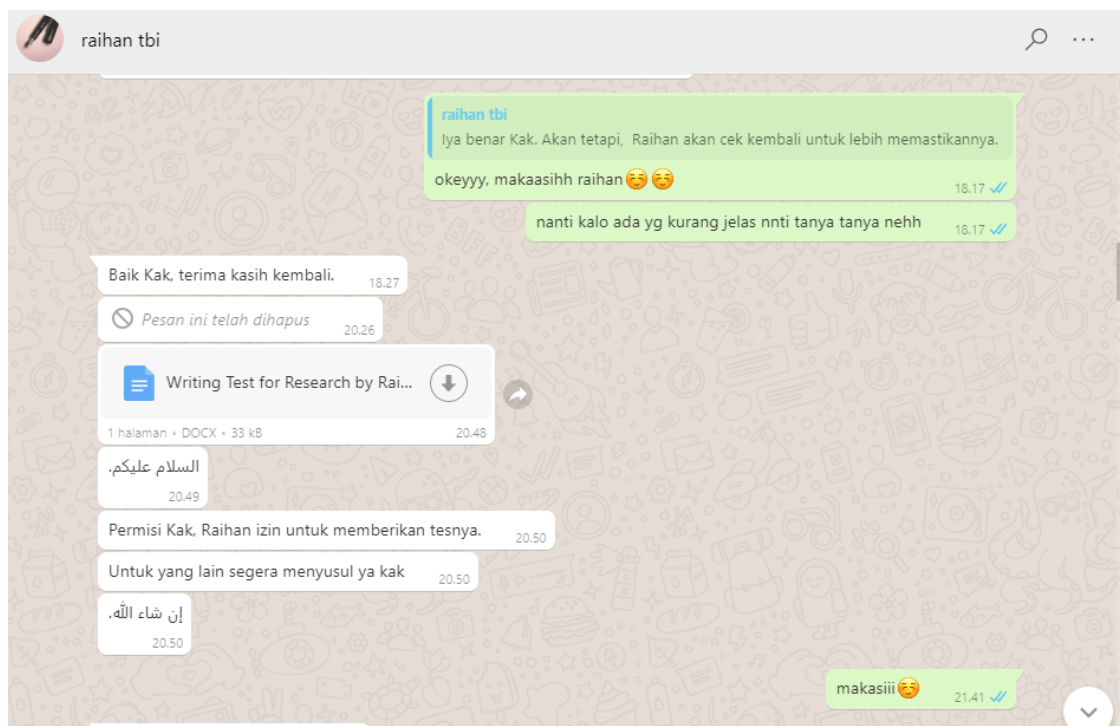 raihan tbi
raihan tbi
Iya benar Kak. Akan tetapi, Raihan akan cek kembali untuk lebih memastikannya.
okeyyy, makaasihh raihan☺️☺️
18.17
nanti kalo ada yg kurang jelas nnti tanya tanya nehh
18.17
Baik Kak, terima kasih kembali.
18.27
Pesan ini telah dihapus
20.26
Writing Test for Research by Rai...
1 halaman • DOCX • 33 kB
20.48
السلام عليكم.
20.49
Permisi Kak, Raihan izin untuk memberikan tesnya.
20.50
Untuk yang lain segera menyusul ya kak
20.50
إن شاء الله.
20.50
makasiii☺️
21.41